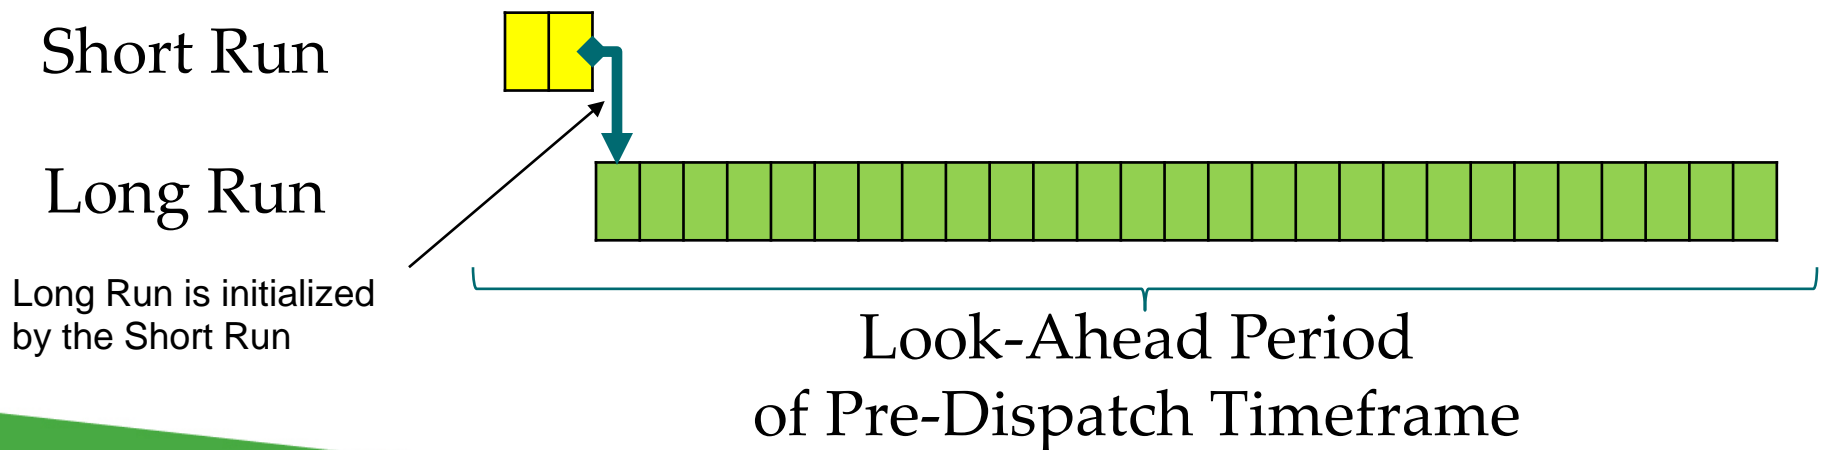 Short Run
Long Run
Long Run is initialized
by the Short Run
Look-Ahead Period
of Pre-Dispatch Timeframe